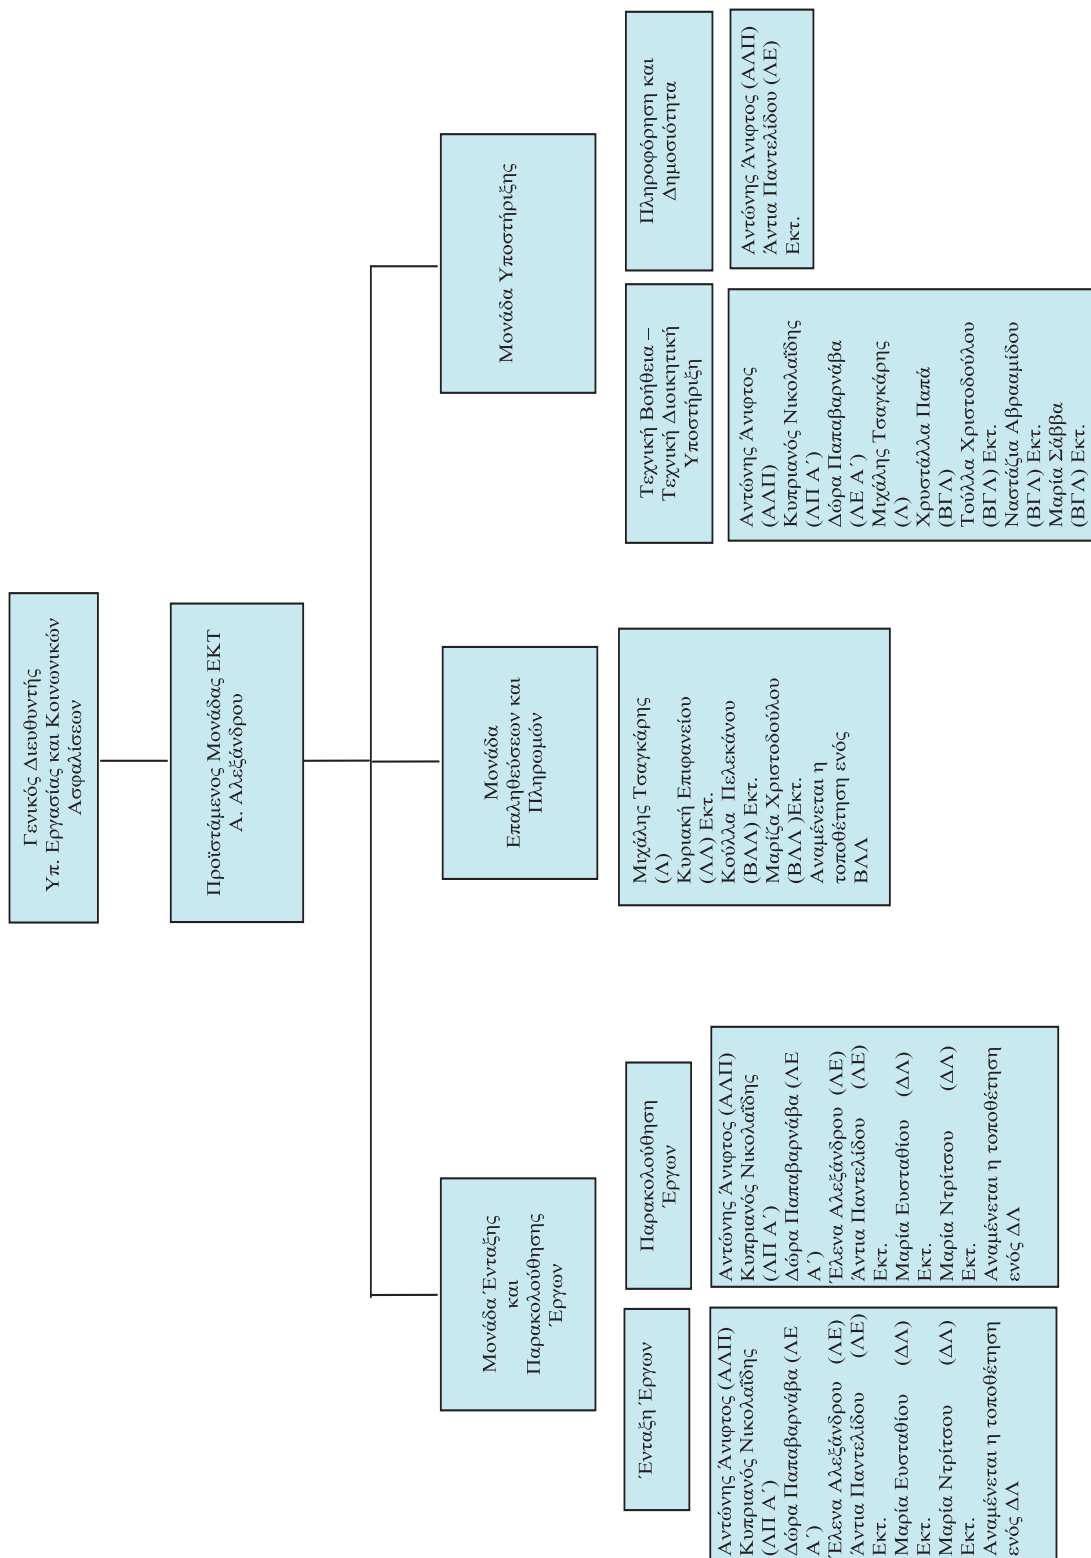 Γενικός Διευθυντής
Υπ. Εργασίας και Κοινωνικών
Ασφαλίσεων
Προϊστάμενος Μονάδας ΕΚΤ
Α. Αλεξάνδρου
Μονάδα Ένταξης
και
Παρακολούθησης
Έργων
Μονάδα
Επαληθεύσεων και
Πληρωμών
Μονάδα Υποστήριξης
Ένταξη Έργων
Παρακολούθηση
Έργων
Τεχνική Βοήθεια –
Τεχνική Διοικητική
Υποστήριξη
Πληροφόρηση και
Δημοσιότητα
Αντώνης Άνιφτος (ΑΛΠ)
Κυπριανός Νικολαΐδης
(ΛΠ Α΄)
Δώρα Παπαβαρνάβα (ΛΕ
Α΄)
Έλενα Αλεξάνδρου (ΛΕ)
Άντια Παντελίδου (ΛΕ)
Εκτ.
Μαρία Ευσταθίου (ΔΛ)
Εκτ.
Μαρία Ντρίτσου (ΔΛ)
Εκτ.
Αναμένεται η τοποθέτηση
ενός ΔΛ
Αντώνης Άνιφτος (ΑΛΠ)
Κυπριανός Νικολαΐδης
(ΛΠ Α΄)
Δώρα Παπαβαρνάβα (ΛΕ
Α΄)
Έλενα Αλεξάνδρου (ΛΕ)
Άντια Παντελίδου (ΛΕ)
Εκτ.
Μαρία Ευσταθίου (ΔΛ)
Εκτ.
Μαρία Ντρίτσου (ΔΛ)
Εκτ.
Αναμένεται η τοποθέτηση
ενός ΔΛ
Μιχάλης Τσαγκάρης
(Λ)
Κυριακή Επιφανείου
(ΛΛ) Εκτ.
Κούλλα Πελεκάνου
(ΒΛΛ) Εκτ.
Μαρίζα Χριστοδούλου
(ΒΛΛ )Εκτ.
Αναμένεται η
τοποθέτηση ενός
ΒΛΛ
Αντώνης Άνιφτος
(ΑΛΠ)
Κυπριανός Νικολαΐδης
(ΛΠ Α΄)
Δώρα Παπαβαρνάβα
(ΛΕ Α΄)
Μιχάλης Τσαγκάρης
(Λ)
Χρυστάλλα Παπά
(ΒΓΛ)
Τούλλα Χριστοδούλου
(ΒΓΛ) Εκτ.
Ναστάζια Αβρααμίδου
(ΒΓΛ) Εκτ.
Μαρία Σάββα
(ΒΓΛ) Εκτ.
Αντώνης Άνιφτος (ΑΛΠ)
Άντια Παντελίδου (ΛΕ)
Εκτ.